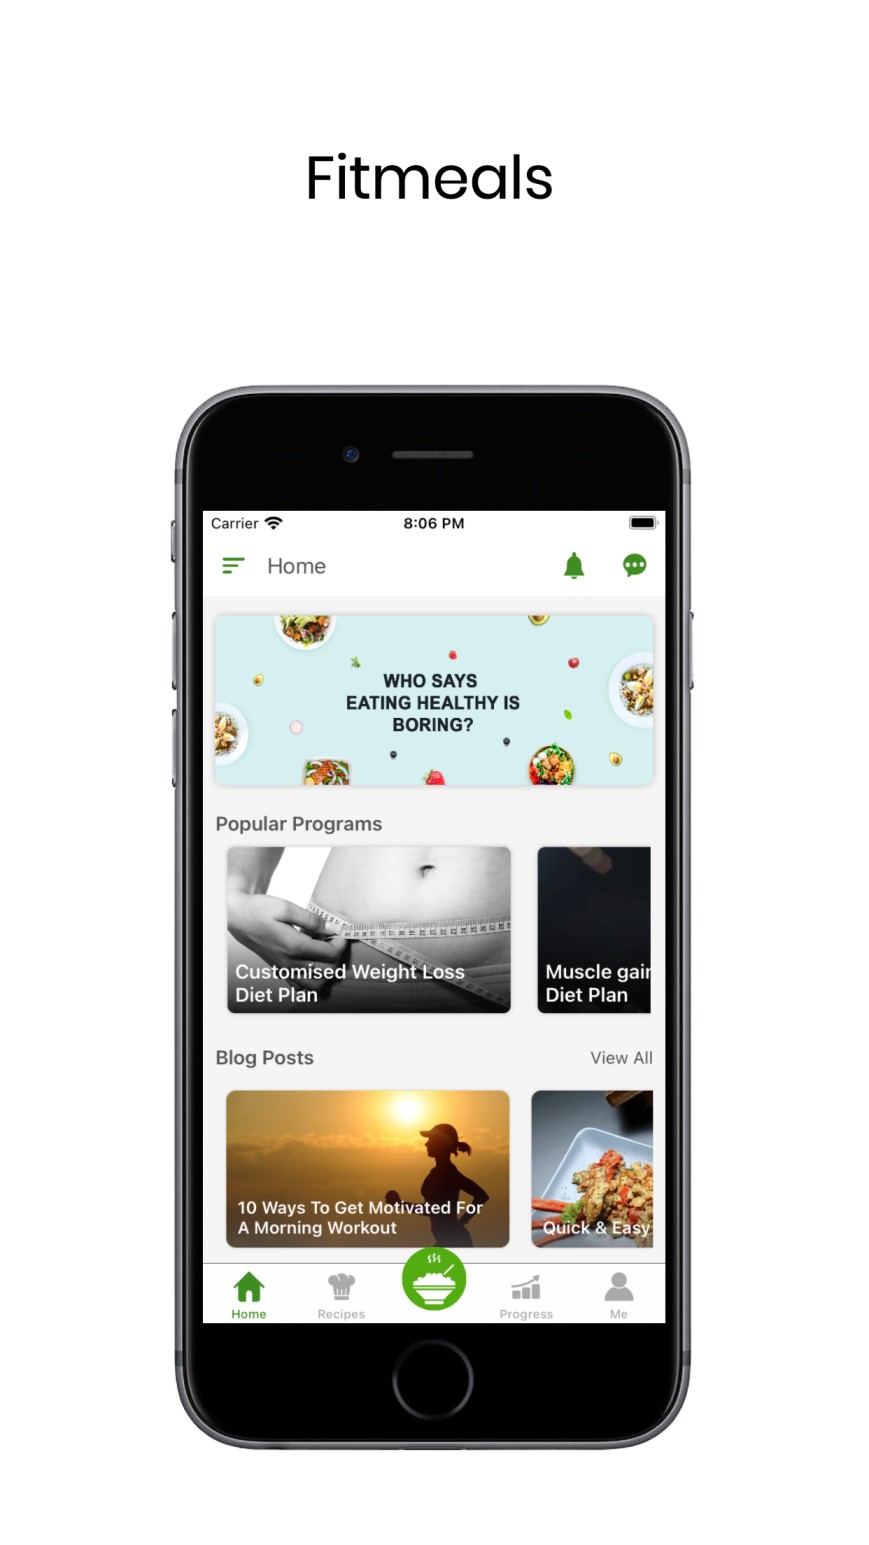 Fitmeals
Carrier
8:06 PM
Home
WHO SAYS
EATING HEALTHY IS
BORING?
Popular Programs
Customised Weight Loss
Diet Plan
Muscle gain
Diet Plan
Blog Posts
View All
10 Ways To Get Motivated For
A Morning Workout
Quick & Easy
Home
Recipes
Progress
Me